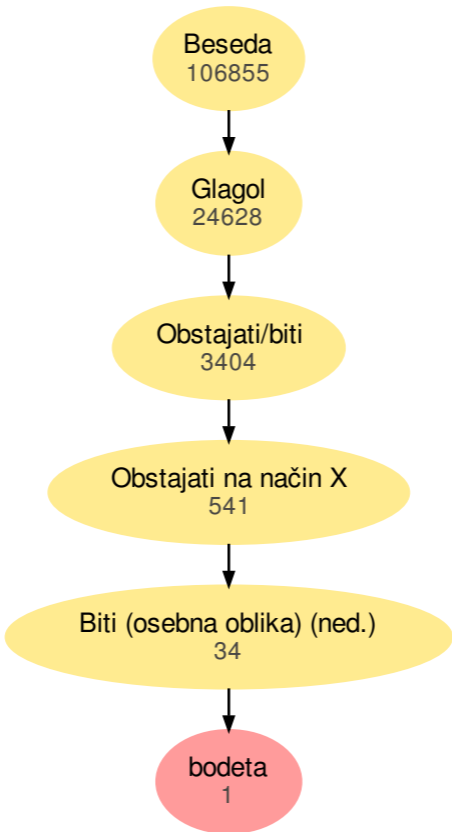 Beseda
106855
Glagol
24628
Obstajati/biti
3404
Obstajati na način X
541
Biti (osebna oblika) (ned.)
34
bodeta
1